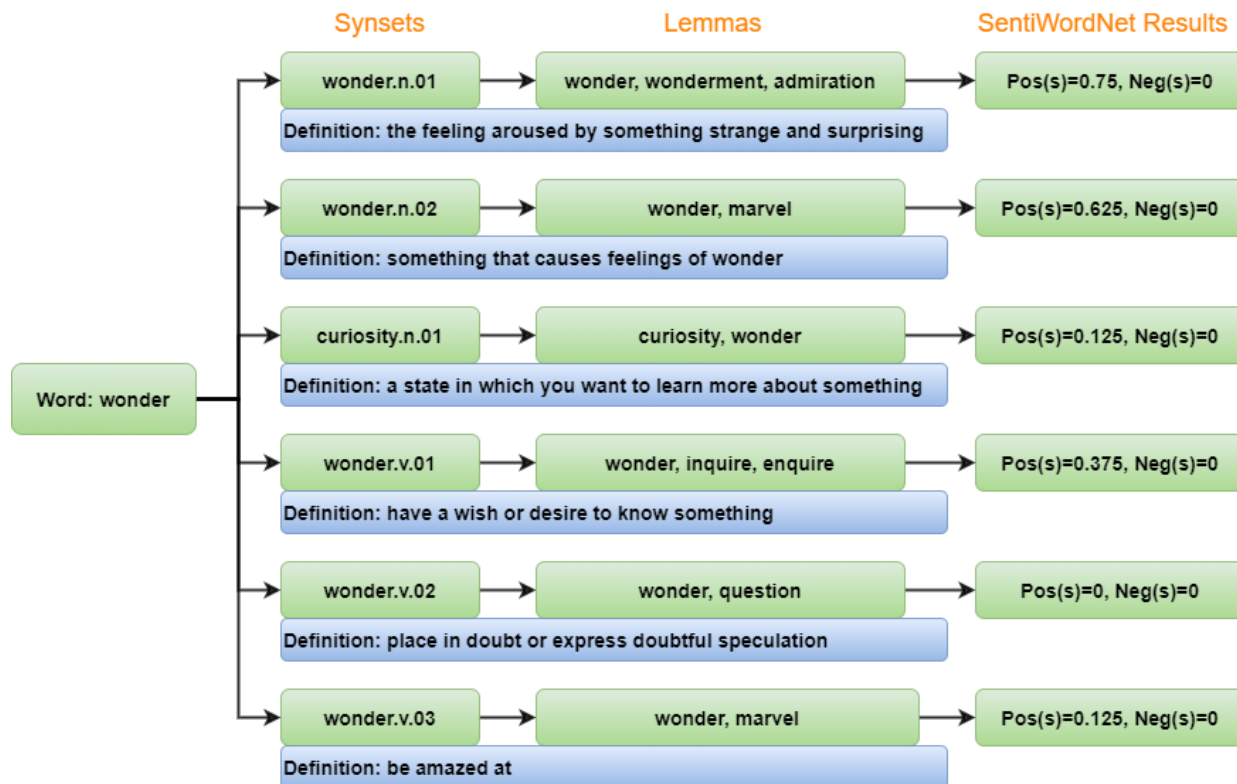 Synsets Lemmas SentiWordNet Results
wonder.n.01 wonder, wonderment, admiration Pos(s)=0.75, Neg(s)=0
Definition: the feeling aroused by something strange and surprising
wonder.n.02 wonder, marvel Pos(s)=0.625, Neg(s)=0
Definition: something that causes feelings of wonder
curiosity.n.01 curiosity, wonder Pos(s)=0.125, Neg(s)=0
Definition: a state in which you want to learn more about something
Word: wonder
wonder.v.01 wonder, inquire, enquire Pos(s)=0.375, Neg(s)=0
Definition: have a wish or desire to know something
wonder.v.02 wonder, question Pos(s)=0, Neg(s)=0
Definition: place in doubt or express doubtful speculation
wonder.v.03 wonder, marvel Pos(s)=0.125, Neg(s)=0
Definition: be amazed at